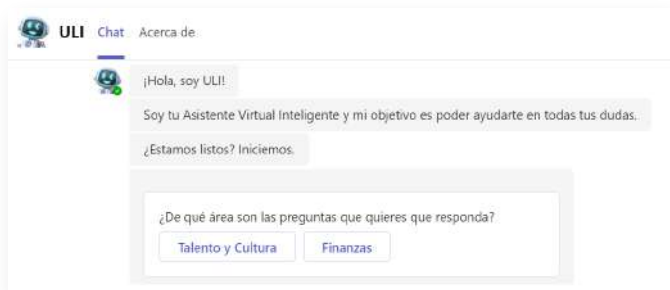 ULI Chat Acerca de
¡Hola, soy ULI!
Soy tu Asistente Virtual Inteligente y mi objetivo es poder ayudarte en todas tus dudas.
¿Estamos listos? Iniciemos.
¿De qué área son las preguntas que quieres que responda?
Talento y Cultura Finanzas